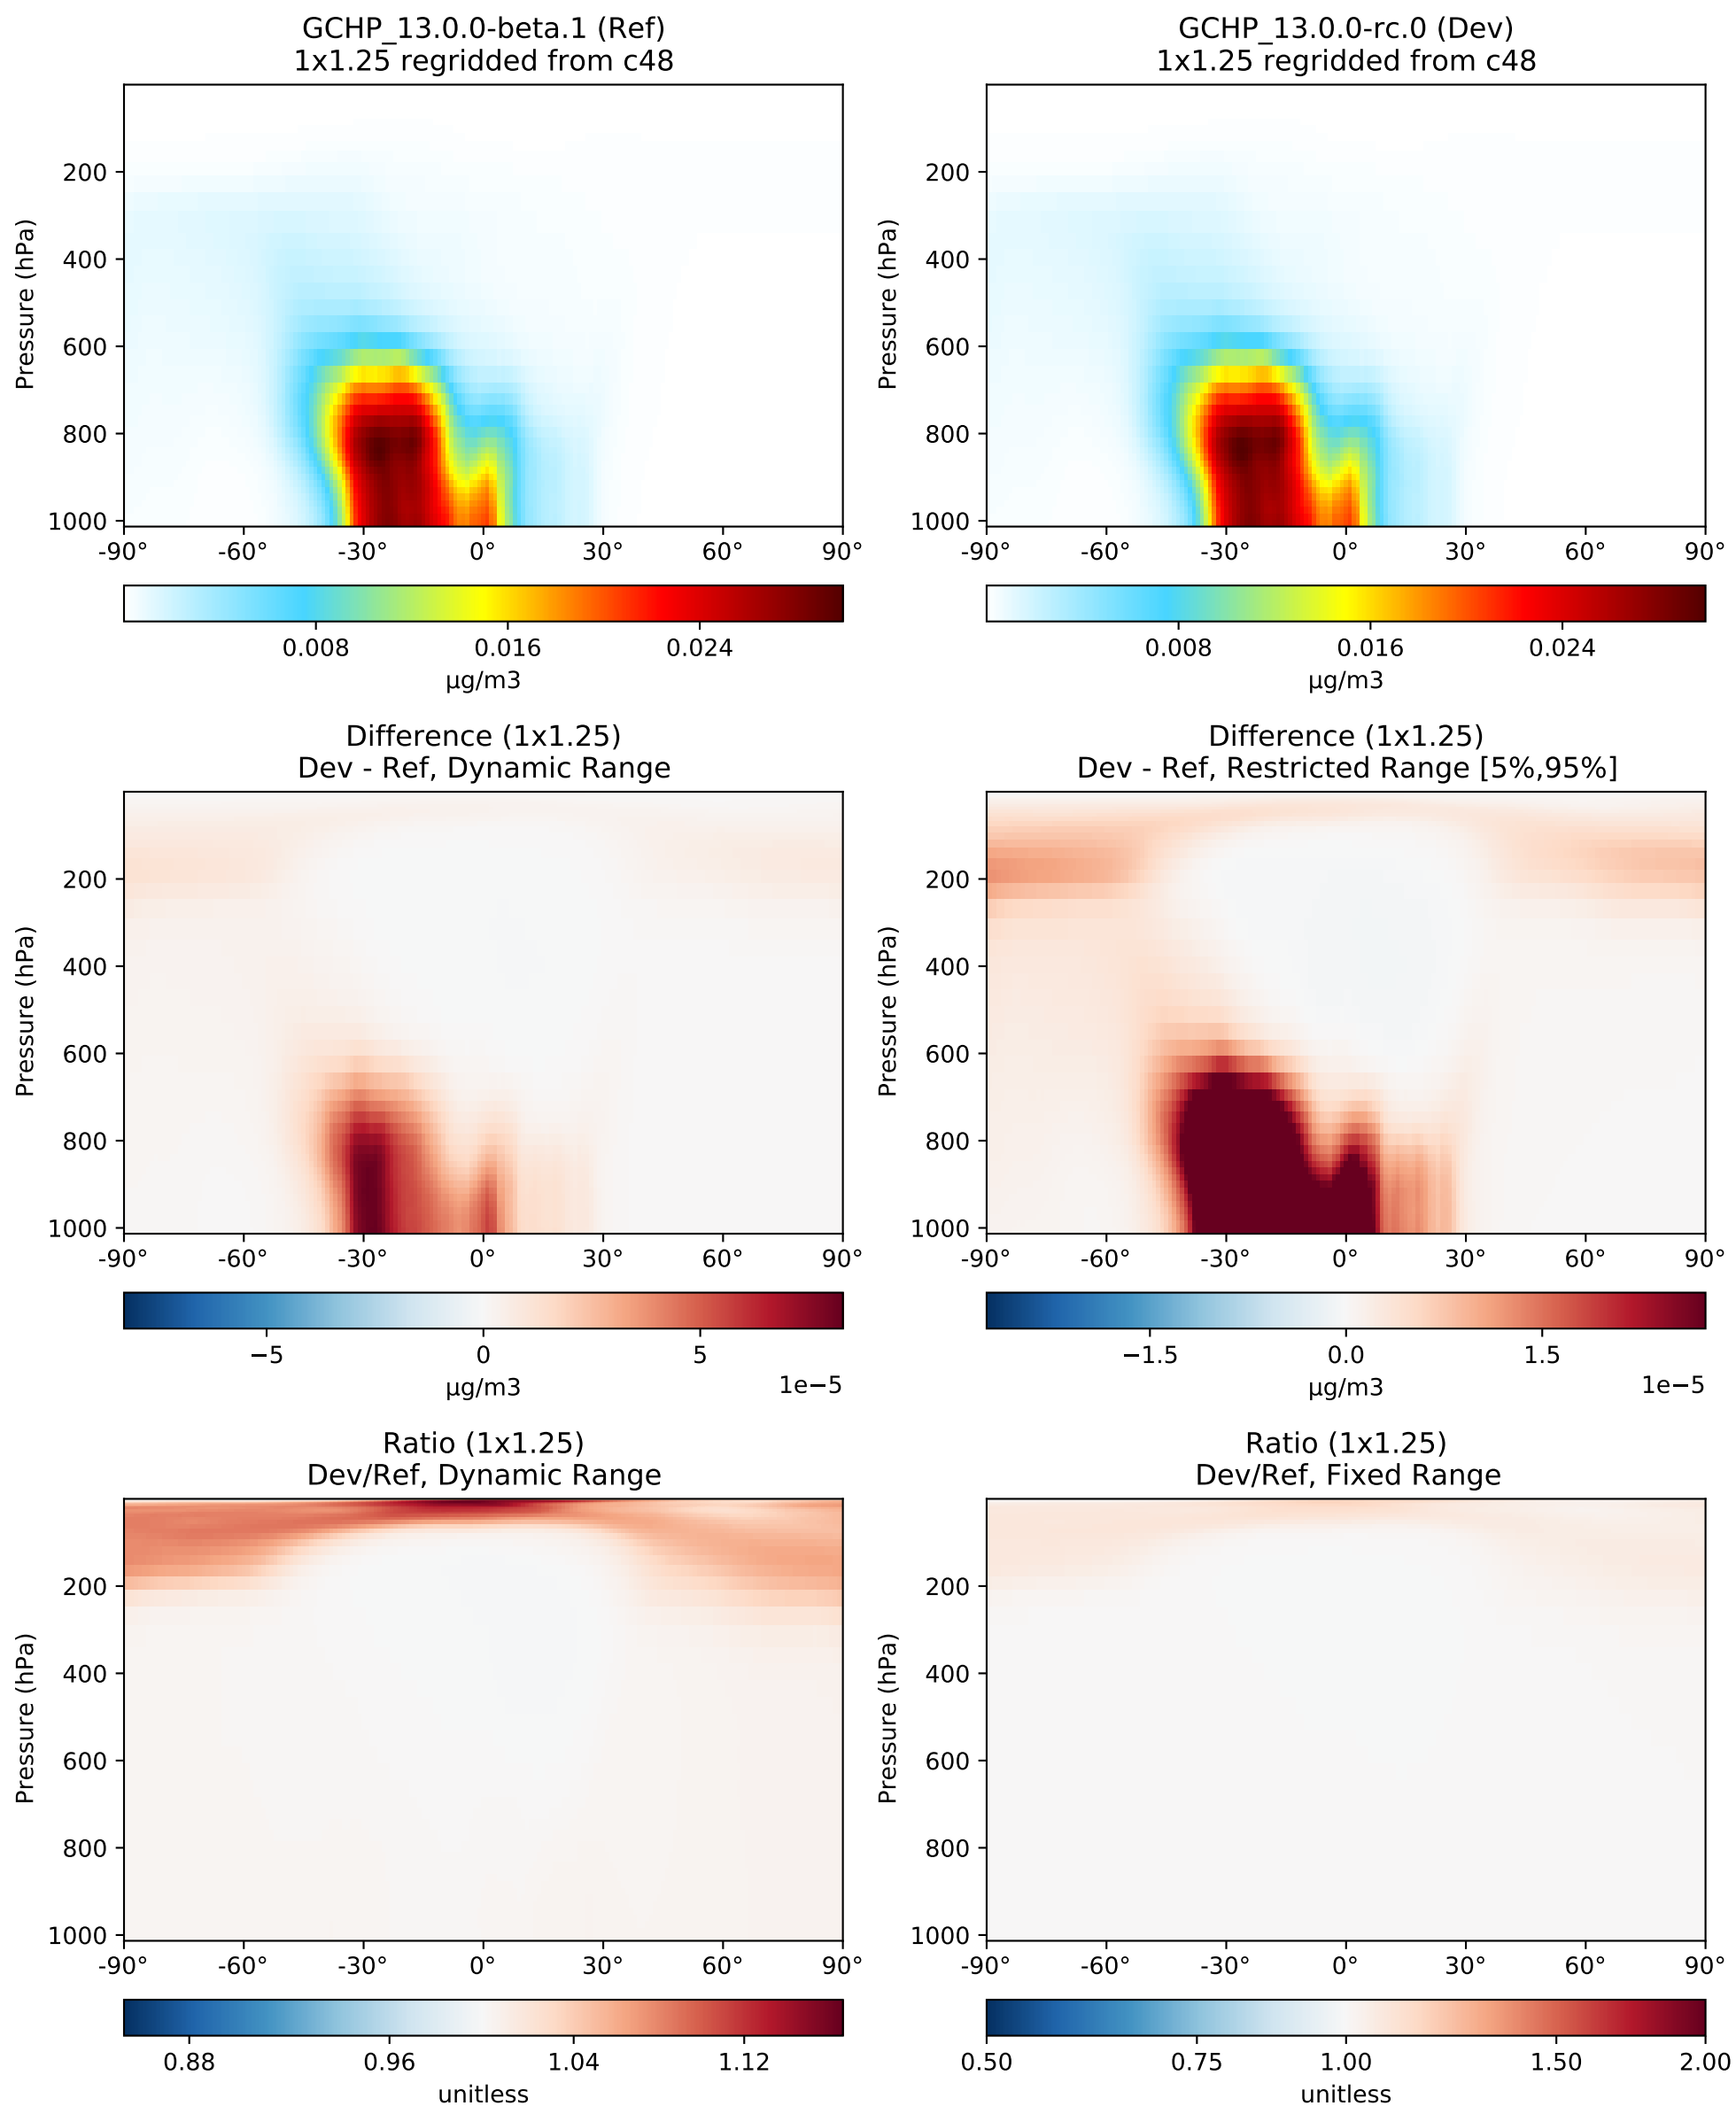 GCHP_13.0.0-beta.1 (Ref)
1x1.25 regridded from c48
200
400
600
800
1000
Pressure (hPa)
-90° -60° -30° 0° 30° 60° 90°
0.008 0.016 0.024
μg/m3
GCHP_13.0.0-rc.0 (Dev)
1x1.25 regridded from c48
200
400
600
800
1000
Pressure (hPa)
-90° -60° -30° 0° 30° 60° 90°
0.008 0.016 0.024
μg/m3
Difference (1x1.25)
Dev - Ref, Dynamic Range
200
400
600
800
1000
Pressure (hPa)
-90° -60° -30° 0° 30° 60° 90°
−5 0 5
μg/m3
1e−5
Difference (1x1.25)
Dev - Ref, Restricted Range [5%,95%]
200
400
600
800
1000
Pressure (hPa)
-90° -60° -30° 0° 30° 60° 90°
−1.5 0.0 1.5
μg/m3
1e−5
Ratio (1x1.25)
Dev/Ref, Dynamic Range
200
400
600
800
1000
Pressure (hPa)
-90° -60° -30° 0° 30° 60° 90°
0.88 0.96 1.04 1.12
unitless
Ratio (1x1.25)
Dev/Ref, Fixed Range
200
400
600
800
1000
Pressure (hPa)
-90° -60° -30° 0° 30° 60° 90°
0.50 0.75 1.00 1.50 2.00
unitless